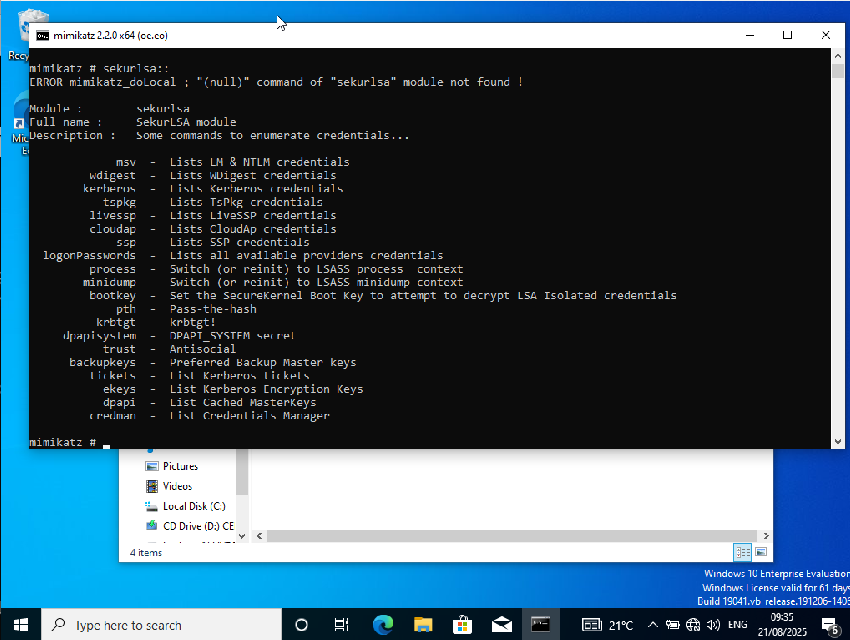 mimikatz 2.2.0 x64 (oe.eo)
mimikatz # sekurlsa::
ERROR mimikatz_doLocal ; "(null)" command of "sekurlsa" module not found !
Module : sekurlsa
Full name : SekurLSA module
Description : Some commands to enumerate credentials...
msv - Lists LM & NTLM credentials
wdigest - Lists WDigest credentials
kerberos - Lists Kerberos credentials
tspkg - Lists TsPkg credentials
livessp - Lists LiveSSP credentials
cloudap - Lists CloudAp credentials
ssp - Lists SSP credentials
logonPasswords - Lists all available providers credentials
process - Switch (or reinit) to LSASS process context
minidump - Switch (or reinit) to LSASS minidump context
bootkey - Set the SecureKernel Boot Key to attempt to decrypt LSA Isolated credentials
pth - Pass-the-hash
krbtgt - krbtgt!
dpapisystem - DPAPI_SYSTEM secret
trust - Antisocial
backupkeys - Preferred Backup Master keys
tickets - List Kerberos tickets
ekeys - List Kerberos Encryption Keys
dpapi - List Cached MasterKeys
credman - List Credentials Manager
mimikatz #
Pictures
Videos
Local Disk (C:)
CD Drive (D:) CE
4 items
Windows 10 Enterprise Evaluation
Windows License valid for 61 days
Build 19041.vb_release.191206-1406
Type here to search
21°C
ENG
09:35
21/08/2025
5